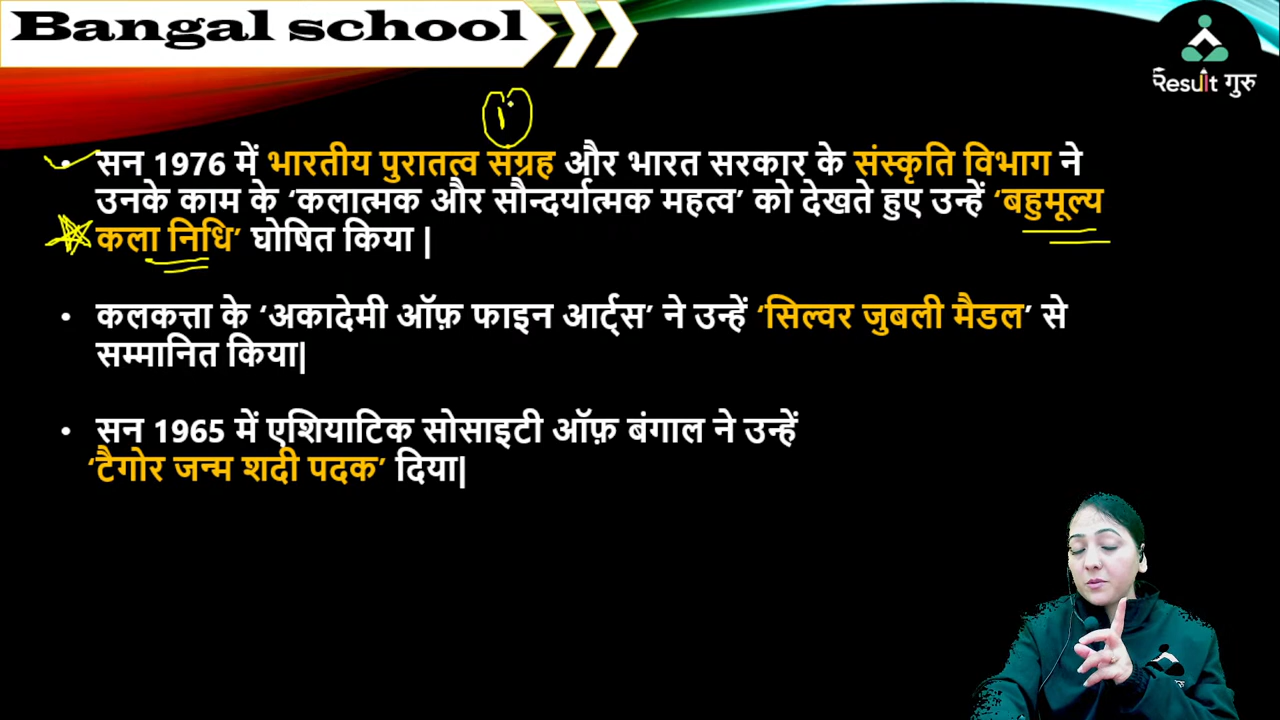 Bangal school
Result गुरु
सन 1976 में भारतीय पुरातत्व संग्रह और भारत सरकार के संस्कृति विभाग ने
उनके काम के ‘कलात्मक और सौन्दर्यात्मक महत्व’ को देखते हुए उन्हें ‘बहुमूल्य
कला निधि’ घोषित किया |
कलकत्ता के ‘अकादेमी ऑफ़ फाइन आर्ट्स’ ने उन्हें ‘सिल्वर जुबली मैडल’ से
सम्मानित किया|
सन 1965 में एशियाटिक सोसाइटी ऑफ़ बंगाल ने उन्हें
‘टैगोर जन्म शदी पदक’ दिया|